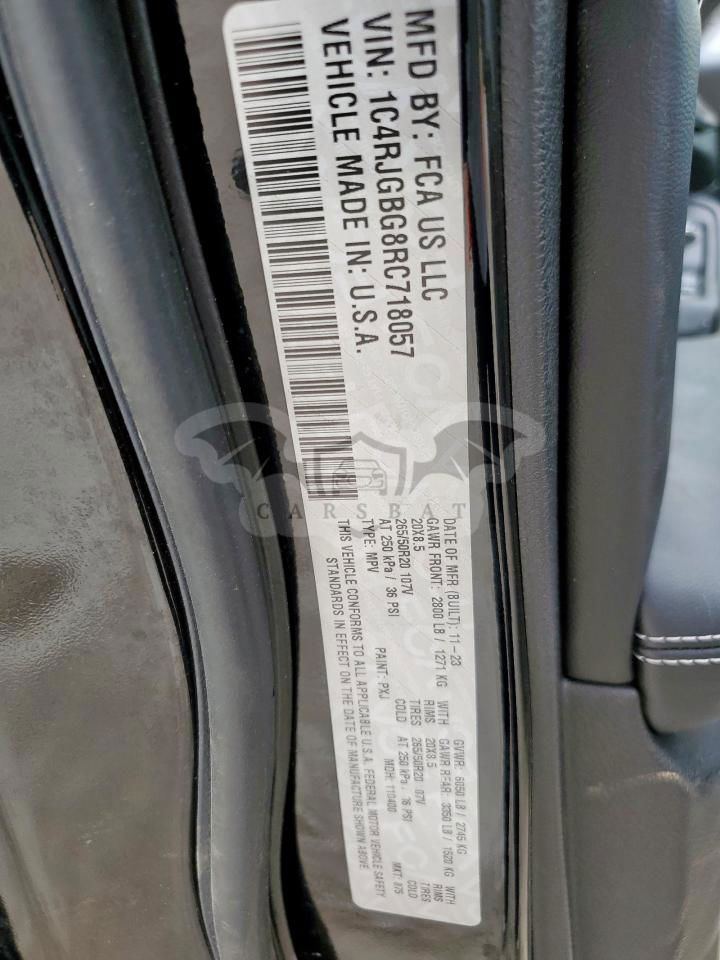 MFD BY: FCA US LLC
VIN: 1C4RJGBG8RC718057
VEHICLE MADE IN: U.S.A.
DATE OF MFR (BUILT): 11-23 GVWR: 6050 LB / 2745 KG
GAWR FRONT: 2800 LB / 1271 KG WITH GAWR REAR: 3350 LB / 1520 KG WITH
20X8.5 RIMS 20X8.5 RIMS
265/50R20 107V TIRES 265/50R20 107V TIRES
AT 250 kPa / 36 PSI COLD AT 250 kPa / 36 PSI COLD
TYPE: MPV PAINT: PXJ MDH: 110400 MKT: 875
THIS VEHICLE CONFORMS TO ALL APPLICABLE U.S.A. FEDERAL MOTOR VEHICLE SAFETY
STANDARDS IN EFFECT ON THE DATE OF MANUFACTURE SHOWN ABOVE.
CARSBAT